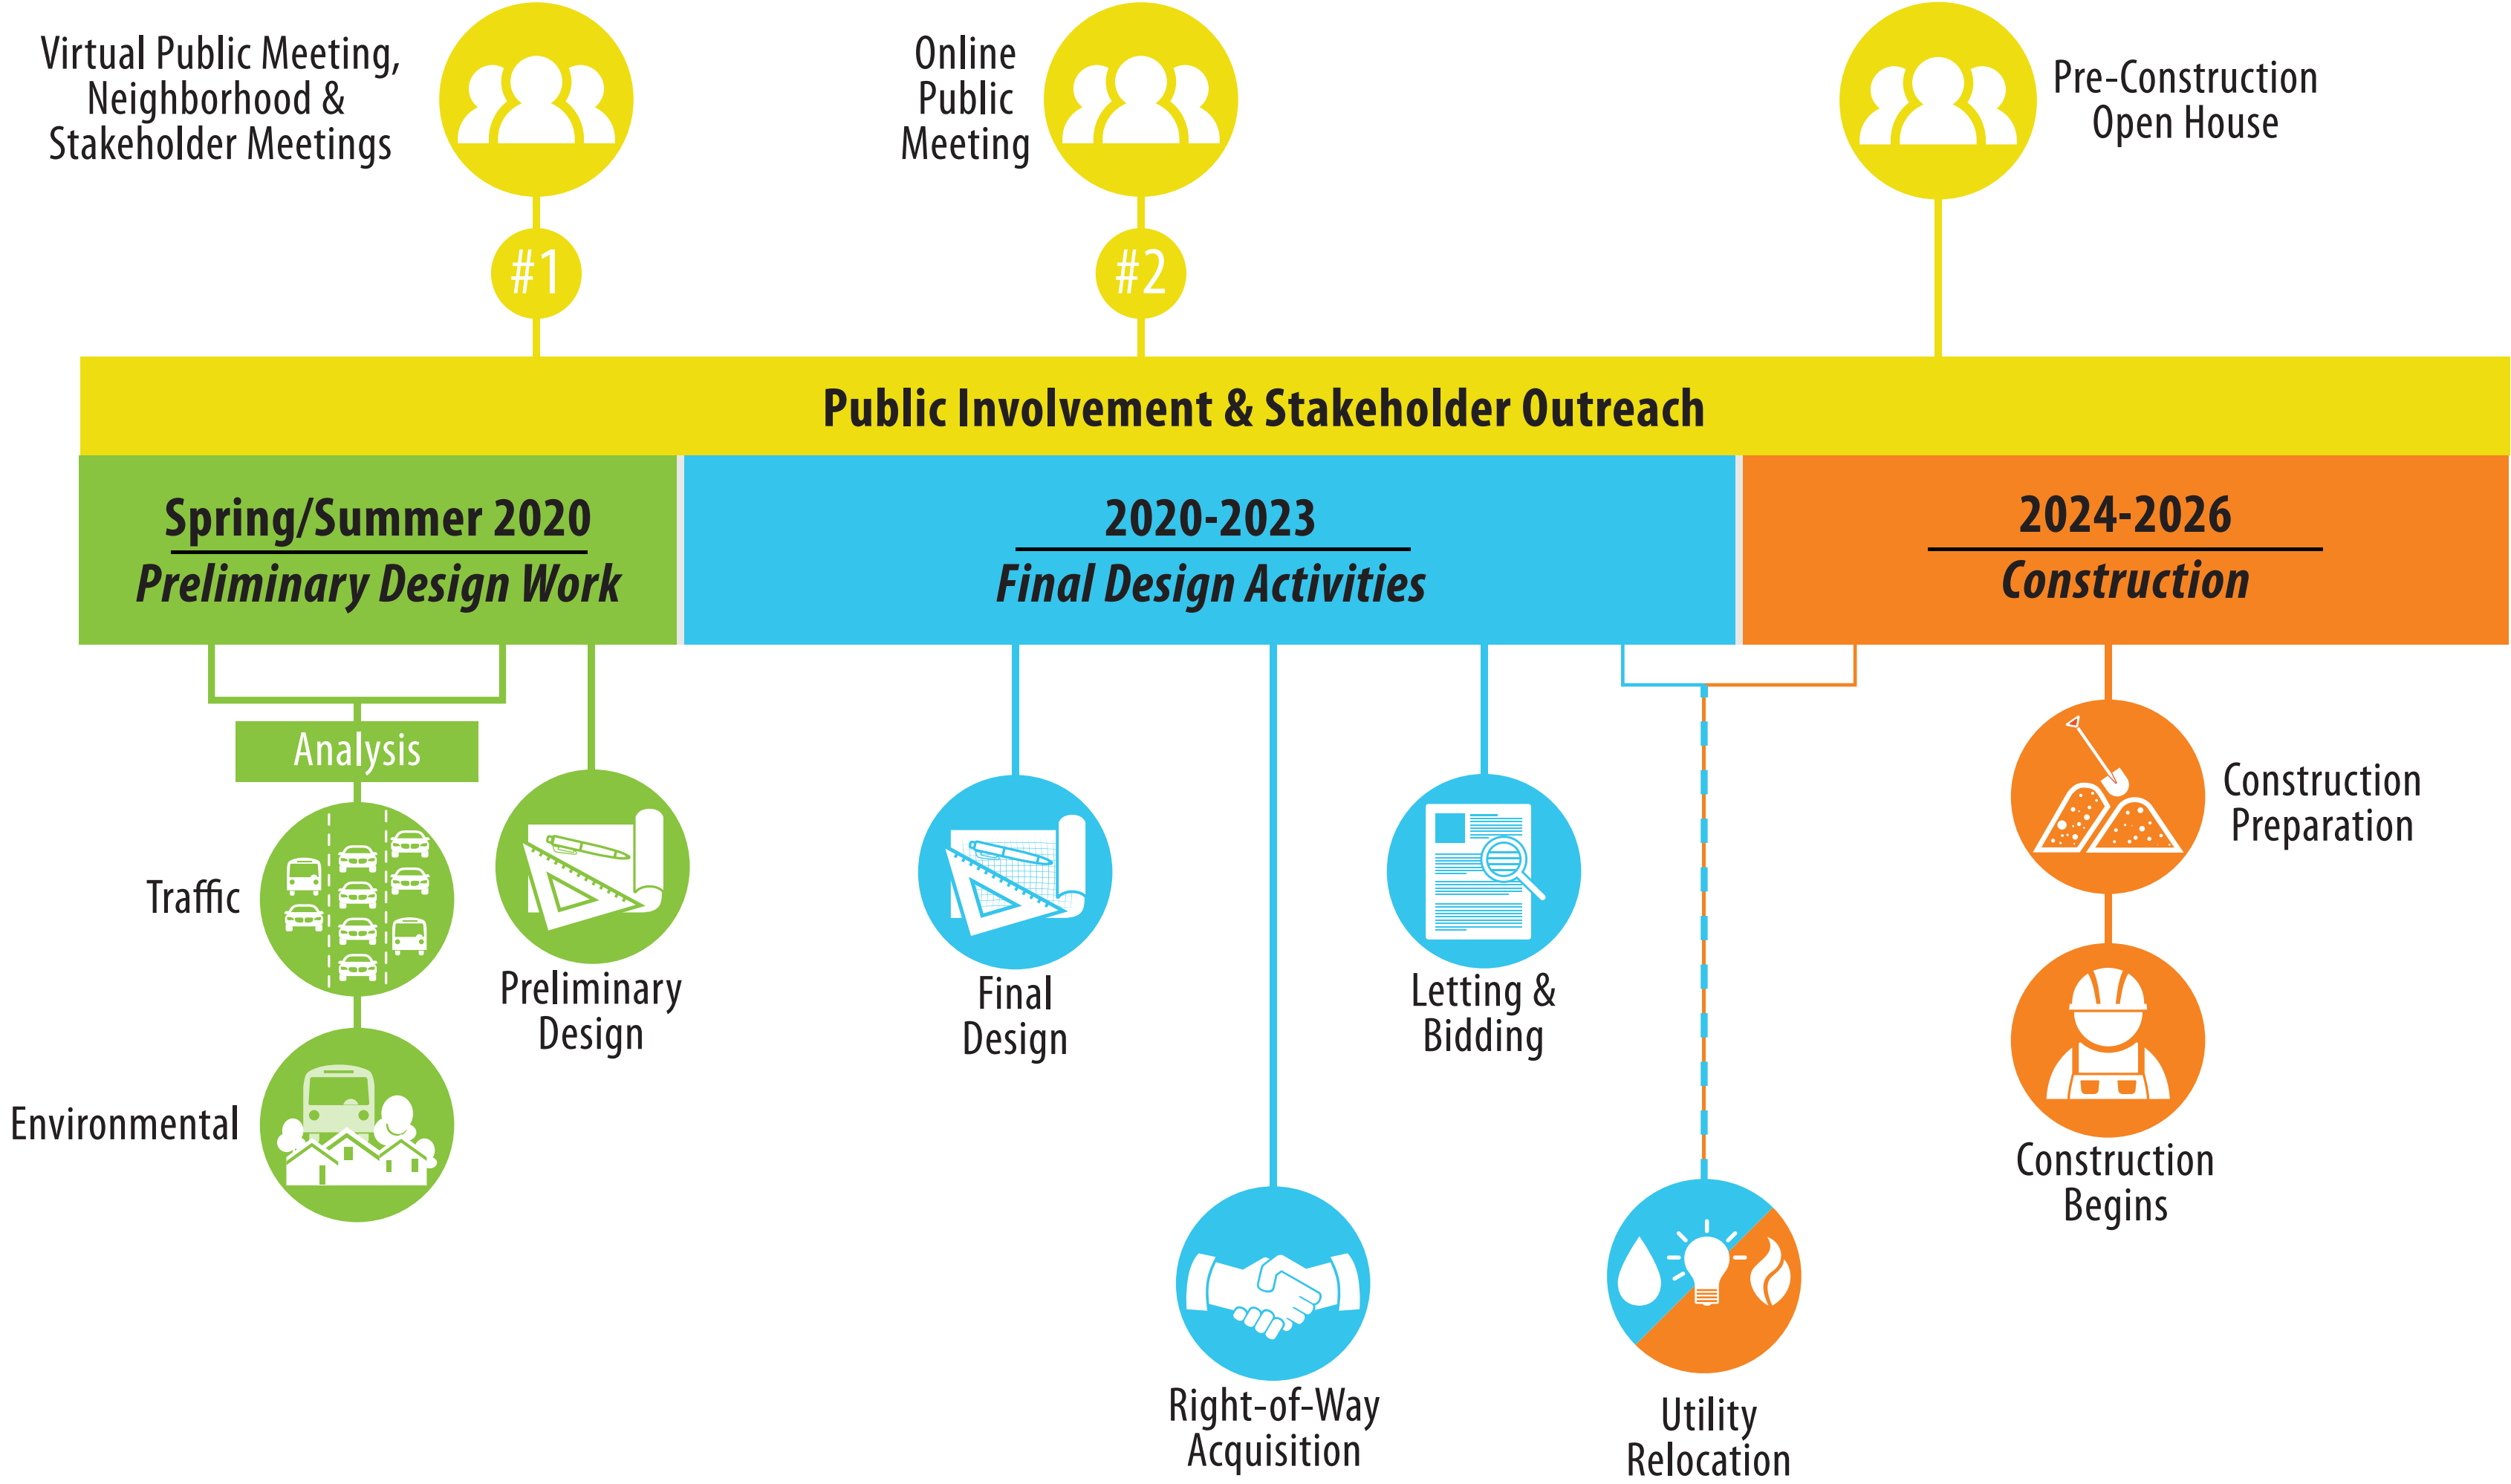 Virtual Public Meeting,
Neighborhood &
Stakeholder Meetings
#1
Online
Public
Meeting
#2
Pre-Construction
Open House
Public Involvement & Stakeholder Outreach
Spring/Summer 2020
Preliminary Design Work
2020-2023
Final Design Activities
2024-2026
Construction
Analysis
Traffic
Environmental
Preliminary
Design
Final
Design
Right-of-Way
Acquisition
Letting &
Bidding
Utility
Relocation
Construction
Preparation
Construction
Begins